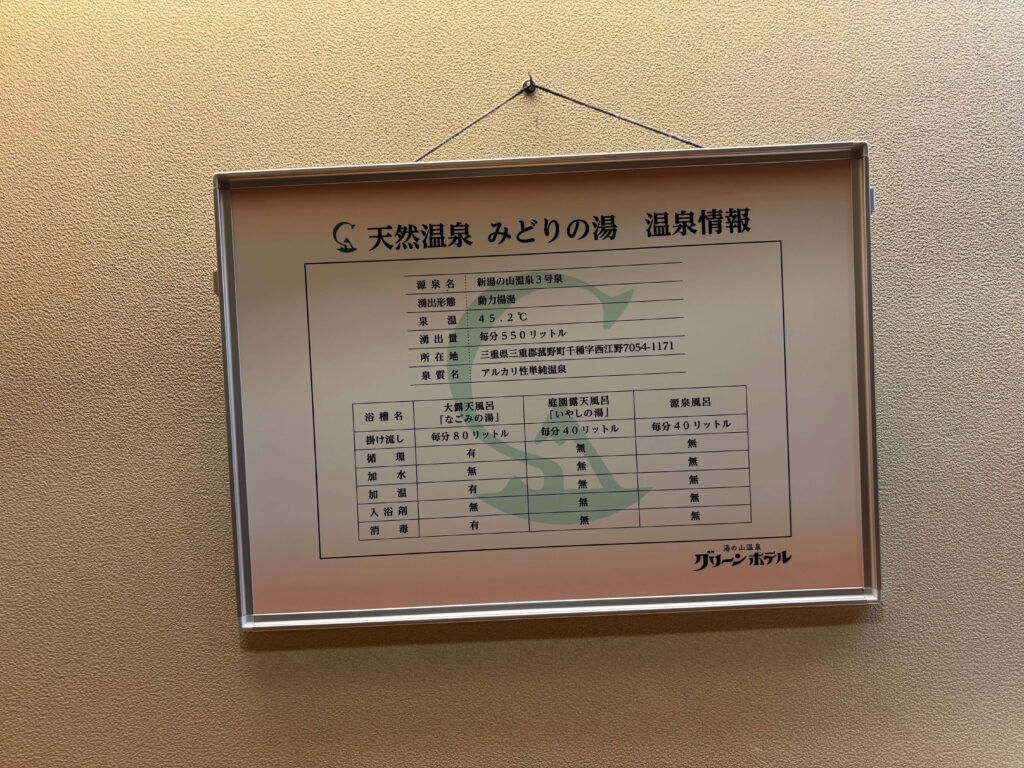 天然温泉 みどりの湯 温泉情報
源泉名 新湯の山温泉3号泉
湧出形態 動力揚湯
泉温 45.2℃
湧出量 毎分550リットル
所在地 三重県三重郡菰野町千種字西江野7054-1171
泉質名 アルカリ性単純温泉
浴槽名 大露天風呂「なごみの湯」 庭園露天風呂「いやしの湯」 源泉風呂
掛け流し 毎分80リットル 毎分40リットル 毎分40リットル
循環 有 無 無
加水 無 無 無
加温 有 無 無
入浴剤 無 無 無
消毒 有 無 無
湯の山温泉
グリーンホテル